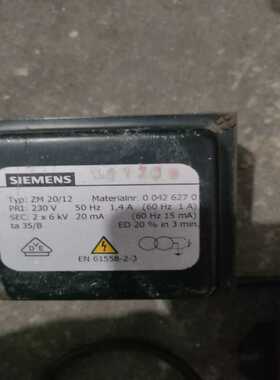 SIEMENS
Typ: ZM 20/12 Materialnr. 0 042 627 0
PRI: 230 V 50 Hz 1,4 A (60 Hz 1 A)
SEC: 2 x 6 kV 20 mA (60 Hz 15 mA)
ta 35/B ED 20 % in 3 min.
EN 61558-2-3